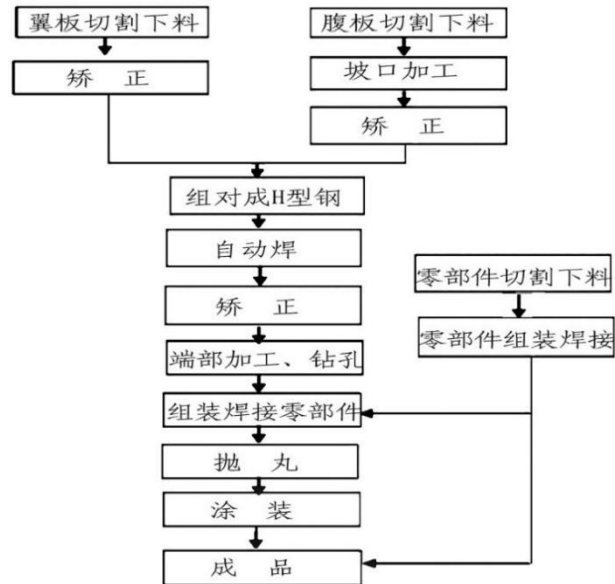 翼板切割下料
腹板切割下料
矫 正
坡口加工
矫 正
组对成H型钢
自动焊
零部件切割下料
矫 正
零部件组装焊接
端部加工、钻孔
组装焊接零部件
抛 丸
涂 装
成 品